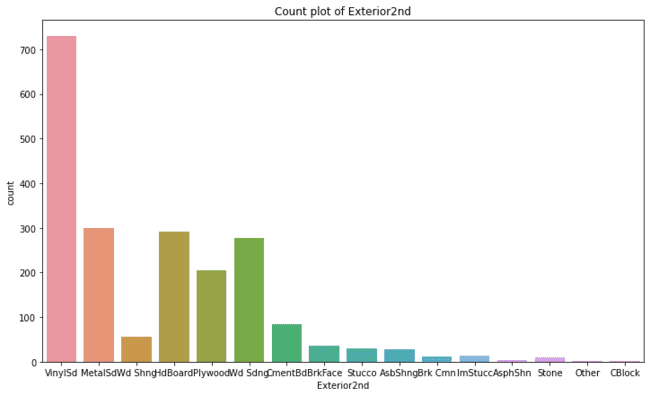 Count plot of Exterior2nd
700
600
500
400
300
200
100
0
count
VinylSd MetalSd Wd Shng HdBoard Plywood Wd Sdng CmentBd BrkFace Stucco AsbShng Brk Cmn ImStucc AsphShn Stone Other CBlock
Exterior2nd